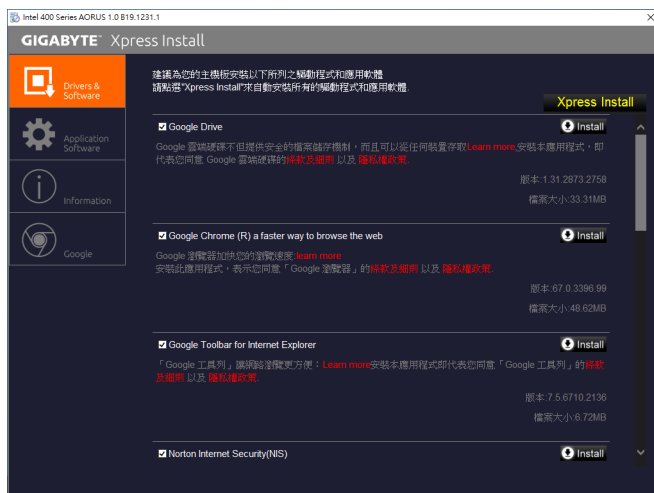 Intel 400 Series AORUS 1.0 B19.1231.1
GIGABYTE™ Xpress Install
Drivers &
Software
Application
Software
Information
Google
建議為您的主機板安裝以下所列之驅動程式和應用軟體
請點選"Xpress Install"來自動安裝所有的驅動程式和應用軟體.
Xpress Install
Google Drive
Install
Google 雲端硬碟不但提供安全的檔案儲存機制，而且可以從任何裝置存取Learn more,安裝本應用程式，即
代表您同意 Google 雲端硬碟的條款及細則 以及 隱私權政策.
版本:1.31.2873.2758
檔案大小:33.31MB
Google Chrome (R) a faster way to browse the web
Install
Google 瀏覽器加快您的瀏覽速度:learn more
安裝此應用程式，表示您同意「Google 瀏覽器」的條款及細則 以及 隱私權政策.
版本:67.0.3396.99
檔案大小:48.62MB
Google Toolbar for Internet Explorer
Install
「Google 工具列」讓網路瀏覽更方便：Learn more安裝本應用程式即代表您同意「Google 工具列」的條款
及細則 以及 隱私權政策.
版本:7.5.6710.2136
檔案大小:6.72MB
Norton Internet Security(NIS)
Install